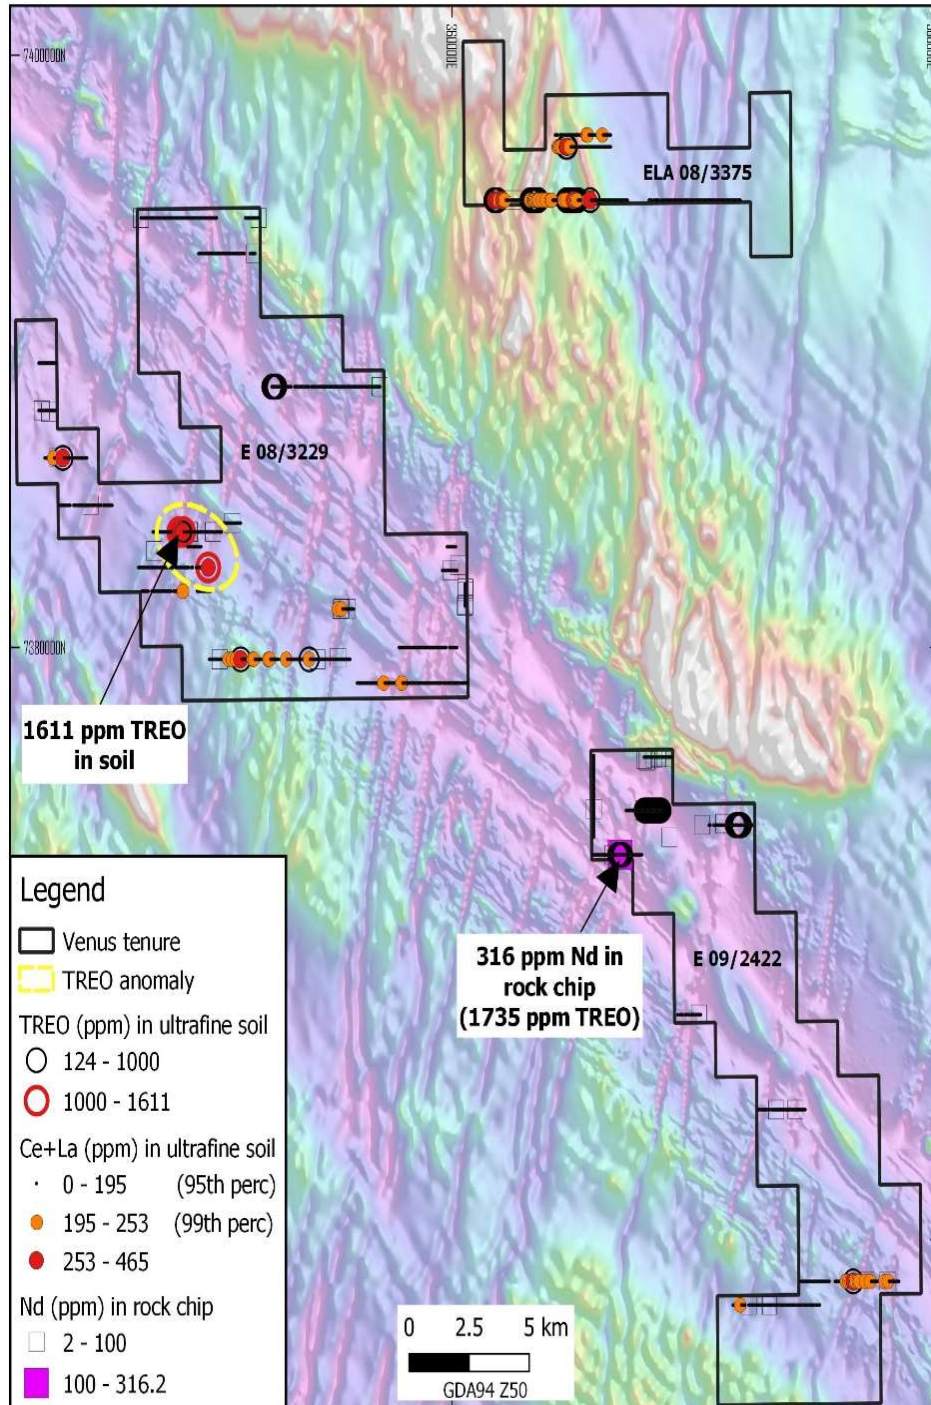 7400000N
380000E
ELA 08/3375
E 08/3229
7380000N
1611 ppm TREO
in soil
316 ppm Nd in
rock chip
(1735 ppm TREO)
E 09/2422
Legend
Venus tenure
TREO anomaly
TREO (ppm) in ultrafine soil
124 - 1000
1000 - 1611
Ce+La (ppm) in ultrafine soil
0 - 195 (95th perc)
195 - 253 (99th perc)
253 - 465
Nd (ppm) in rock chip
2 - 100
100 - 316.2
0 2.5 5 km
GDA94 Z50